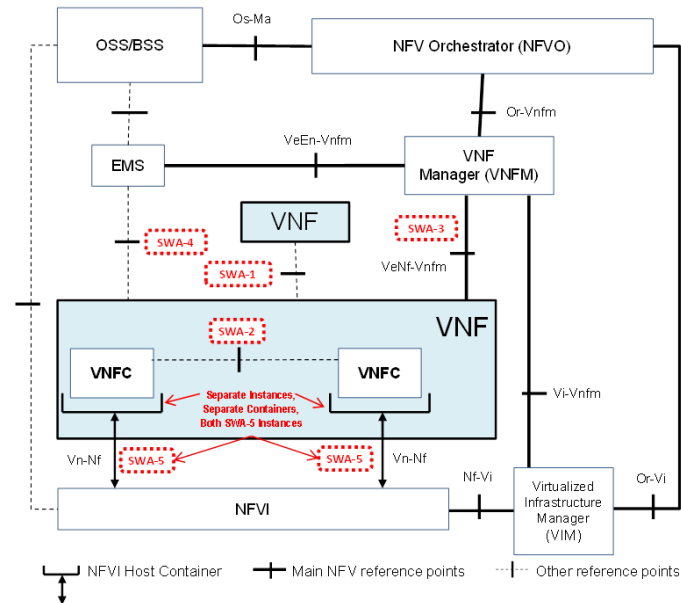 Os-Ma
OSS/BSS
NFV Orchestrator (NFVO)
Or-Vnfm
VeEn-Vnfm
EMS
VNF
Manager (VNFM)
VNF
SWA-3
SWA-4
VeNf-Vnfm
SWA-1
VNF
SWA-2
VNFC
VNFC
Separate Instances,
Separate Containers,
Both SWA-5 Instances
Vi-Vnfm
Vn-Nf
SWA-5
SWA-5
Vn-Nf
Nf-Vi
Or-Vi
NFVI
Virtualized
Infrastructure
Manager
(VIM)
NFVI Host Container
Main NFV reference points
Other reference points